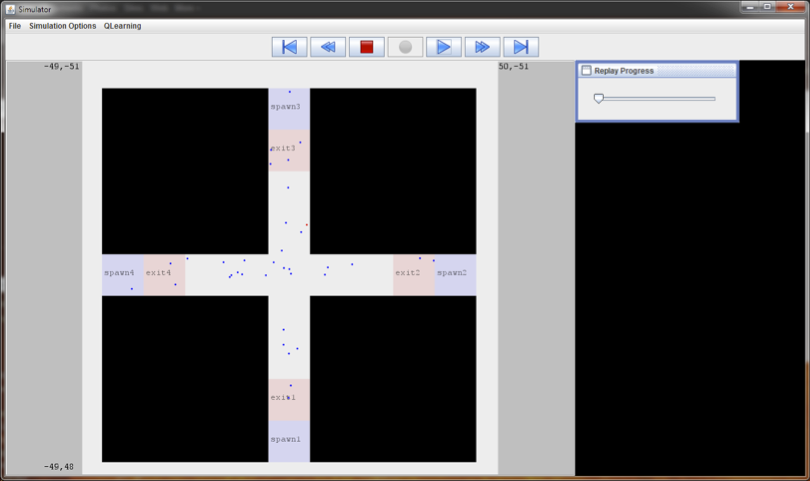 Simulator
File Simulation Options QLearning
-49,-51
50,-51
Replay Progress
spawn3
exit3
spawn4 exit4
exit2 spawn2
exit1
spawn1
-49,48